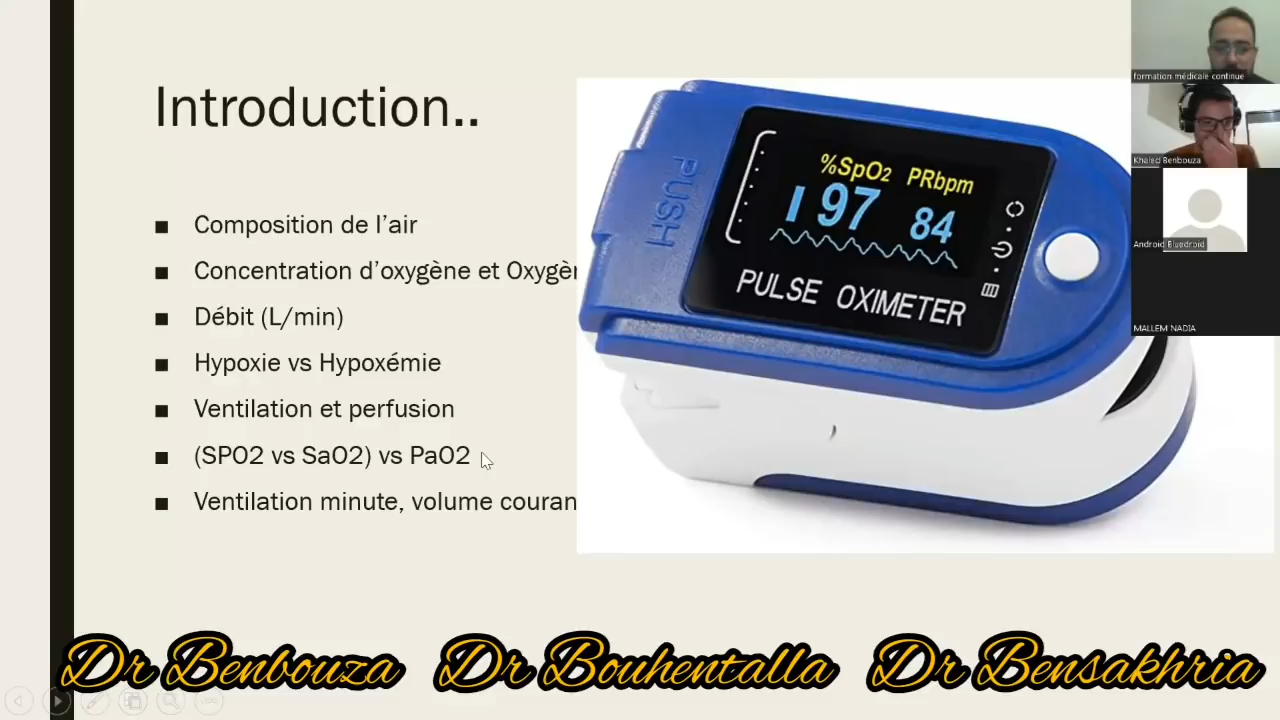 Introduction..
Composition de l'air
Concentration d'oxygène et Oxygèn
Débit (L/min)
Hypoxie vs Hypoxémie
Ventilation et perfusion
(SPO2 vs SaO2) vs PaO2
Ventilation minute, volume couran
PUSH
%SpO2 PRbpm
97 84
PULSE OXIMETER
formation médicale continue
Khaled Benbouza
Android Bluedroid
MALLEM NADIA
Dr Benbouza Dr Bouhentalla Dr Bensakhria